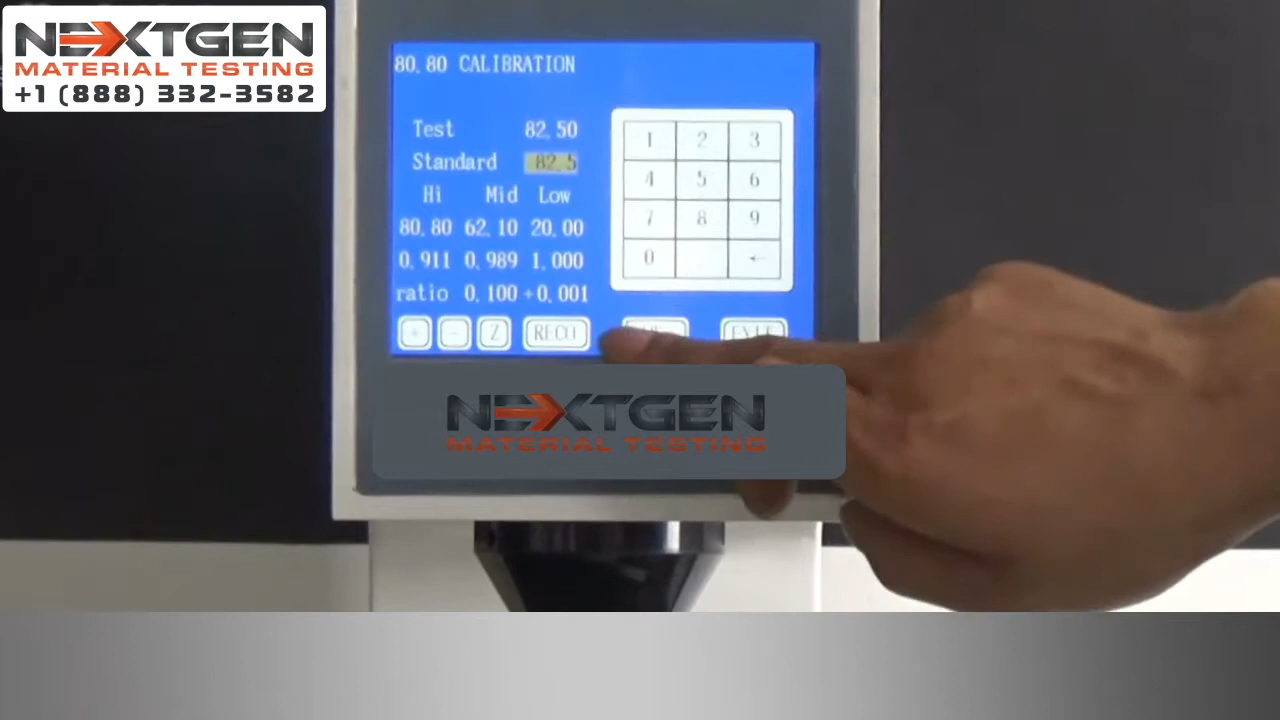 NEXTGEN
MATERIAL TESTING
+1 (888) 332-3582
80.80 CALIBRATION
Test 82.50
Standard 82.5
Hi Mid Low
80.80 62.10 20.00
0.911 0.989 1.000
ratio 0.100 +0.001
1 2 3
4 5 6
7 8 9
0 . ←
+ - Z EXIT
NEXTGEN
MATERIAL TESTING